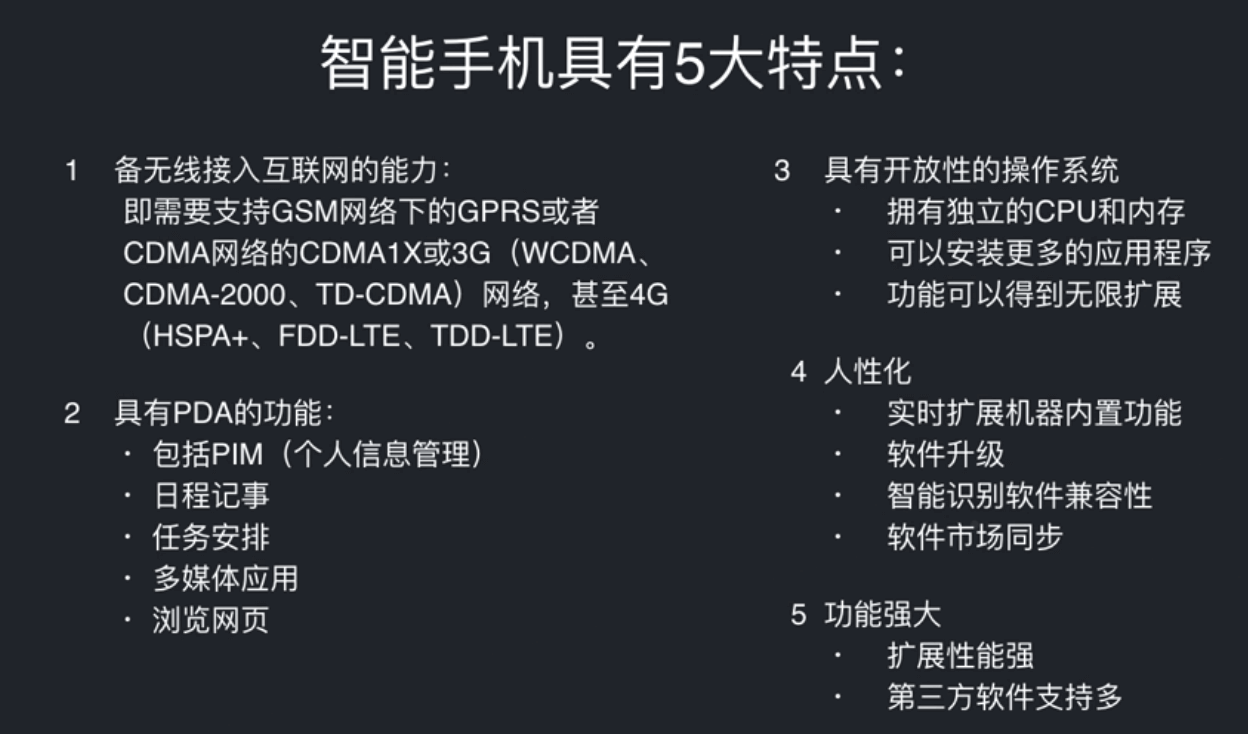 智能手机具有5大特点：
1 备无线接入互联网的能力：
即需要支持GSM网络下的GPRS或者
CDMA网络的CDMA1X或3G（WCDMA、
CDMA-2000、TD-CDMA）网络，甚至4G
（HSPA+、FDD-LTE、TDD-LTE）。
2 具有PDA的功能：
· 包括PIM（个人信息管理）
· 日程记事
· 任务安排
· 多媒体应用
· 浏览网页
3 具有开放性的操作系统
· 拥有独立的CPU和内存
· 可以安装更多的应用程序
· 功能可以得到无限扩展
4 人性化
· 实时扩展机器内置功能
· 软件升级
· 智能识别软件兼容性
· 软件市场同步
5 功能强大
· 扩展性能强
· 第三方软件支持多